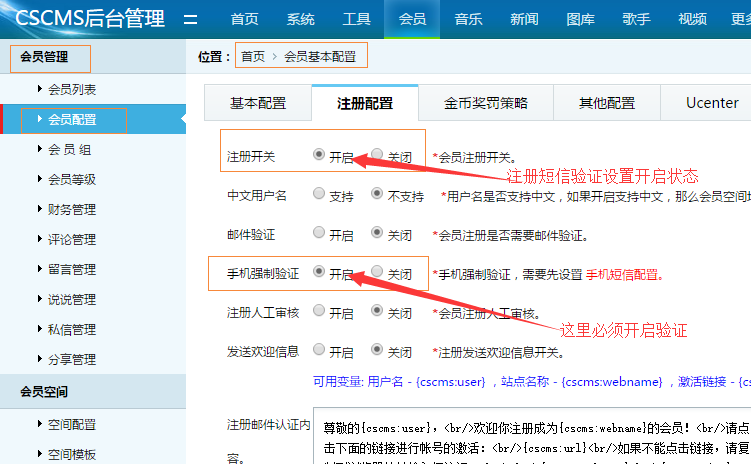 CSCMS后台管理
首页 系统 工具 会员 音乐 新闻 图库 歌手 视频 更多
会员管理
会员列表
会员配置
会员组
会员等级
财务管理
评论管理
留言管理
说说管理
私信管理
分享管理
会员空间
空间配置
空间模板
位置： 首页 > 会员基本配置
基本配置 注册配置 金币奖罚策略 其他配置 Ucenter
注册开关 开启 关闭 *会员注册开关。
注册短信验证设置开启状态
中文用户名 支持 不支持 *用户名是否支持中文，如果开启支持中文，那么会员空间
邮件验证 开启 关闭 *会员注册是否需要邮件验证。
手机强制验证 开启 关闭 *手机强制验证，需要先设置 手机短信配置。
注册人工审核 开启 关闭 *会员注册人工审核。
这里必须开启验证
发送欢迎信息 开启 关闭 *注册发送欢迎信息开关。
可用变量: 用户名 - {cscms:user} ，站点名称 - {cscms:webname} ，激活链接 - {cs
注册邮件认证内容。
尊敬的{cscms:user}，<br/>欢迎你注册成为{cscms:webname}的会员! <br/>请点
击下面的链接进行帐号的激活：<br/>{cscms:url}<br/>如果不能点击链接，请复